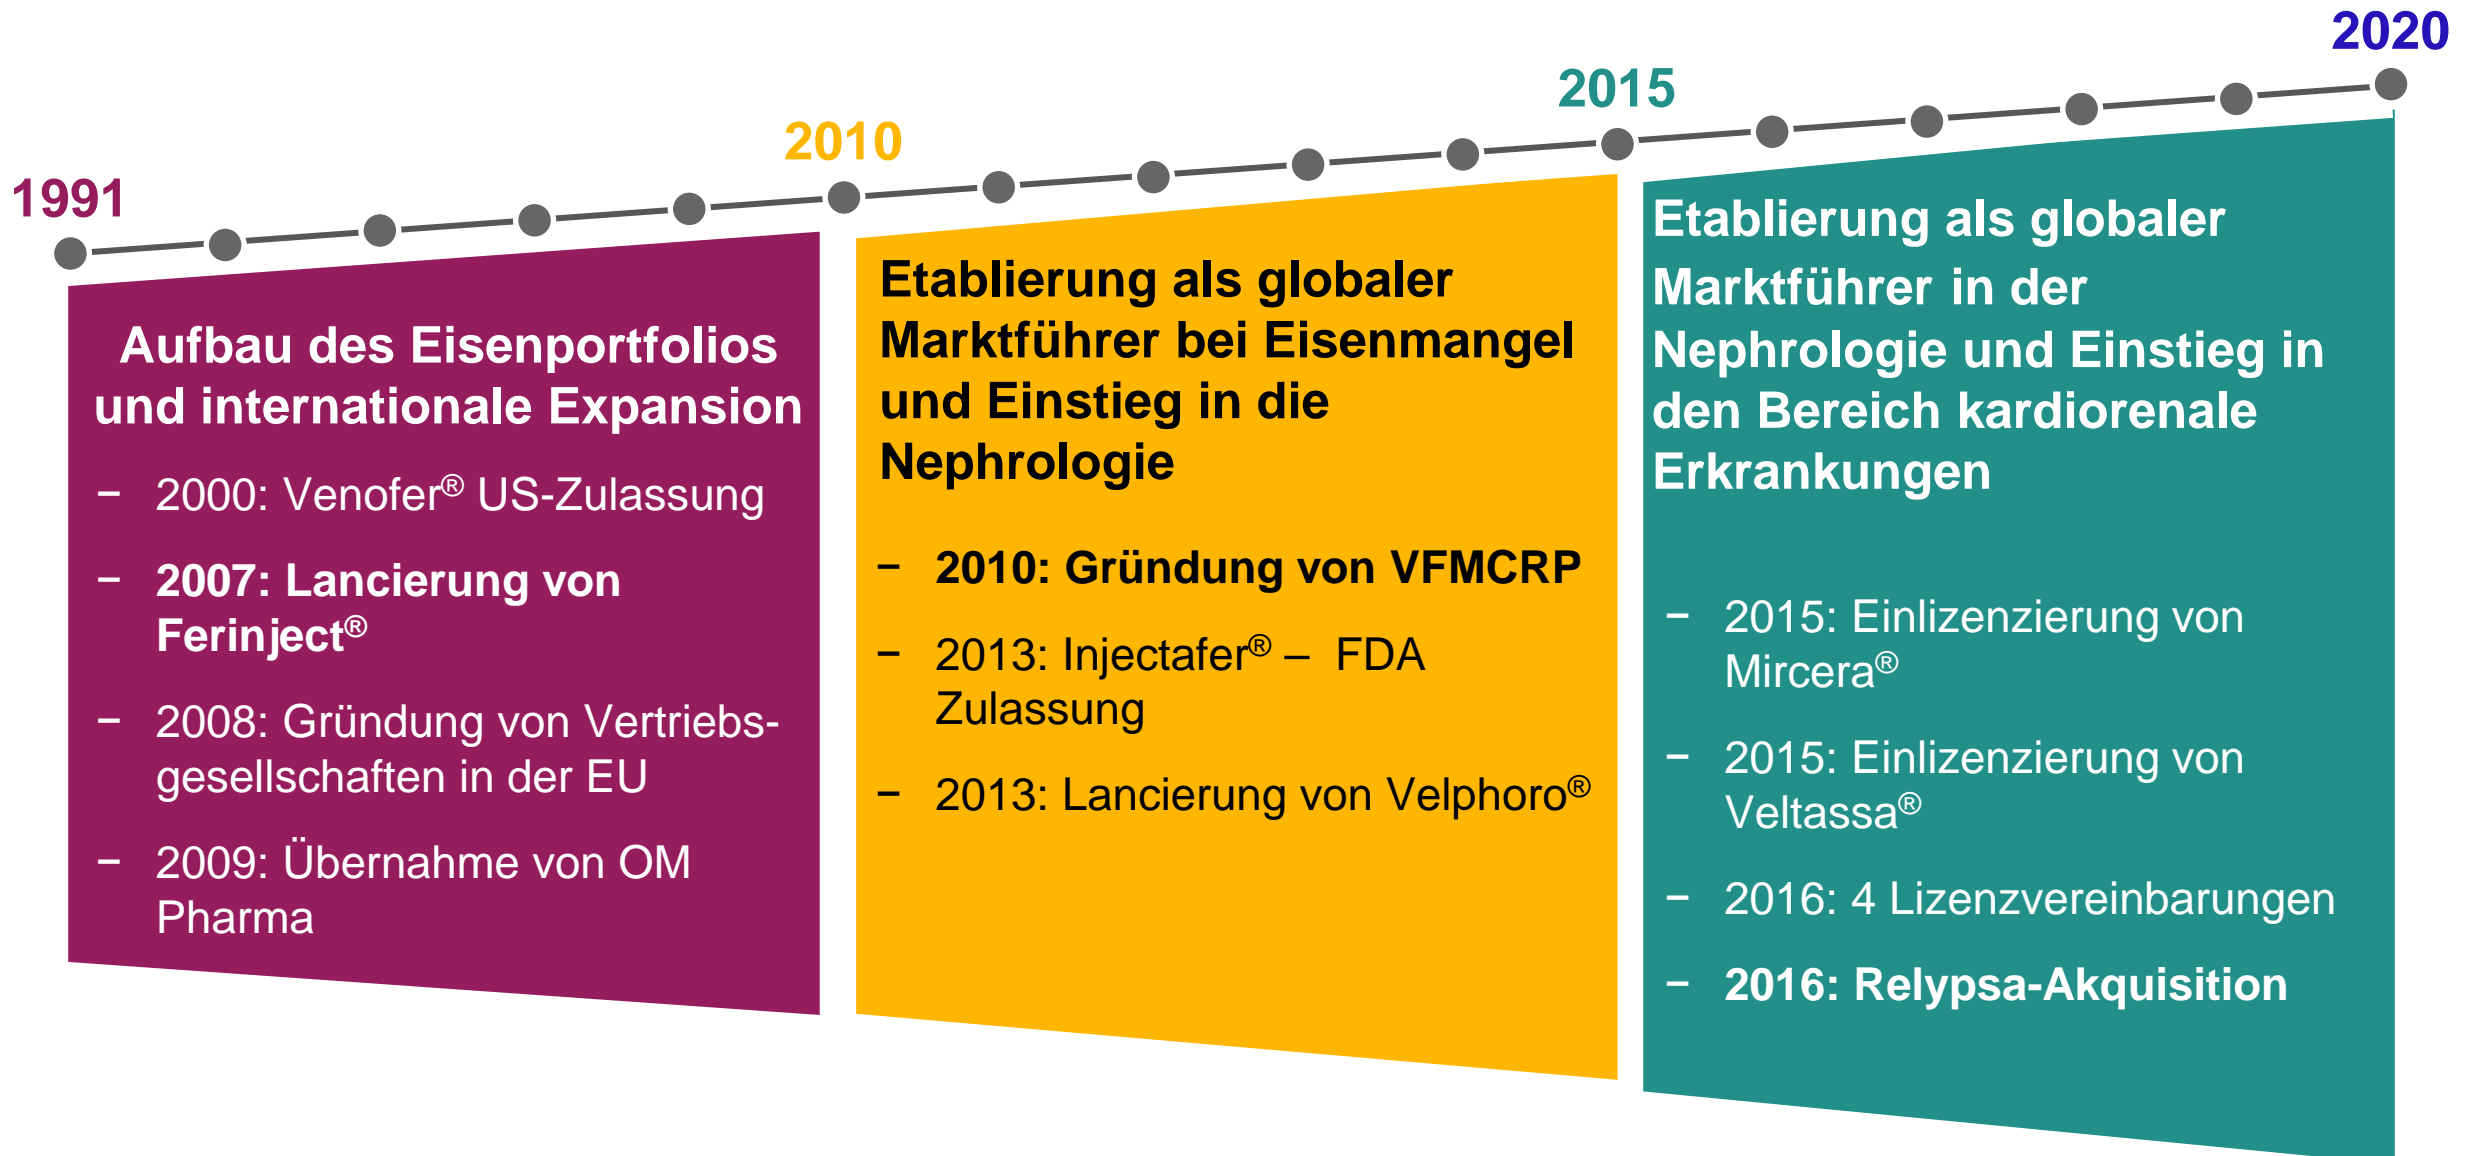 1991
2010
2015
2020
Aufbau des Eisenportfolios
und internationale Expansion
− 2000: Venofer® US-Zulassung
− 2007: Lancierung von
Ferinject®
− 2008: Gründung von Vertriebs-
gesellschaften in der EU
− 2009: Übernahme von OM
Pharma
Etablierung als globaler
Marktführer bei Eisenmangel
und Einstieg in die
Nephrologie
− 2010: Gründung von VFMCRP
− 2013: Injectafer® – FDA
Zulassung
− 2013: Lancierung von Velphoro®
Etablierung als globaler
Marktführer in der
Nephrologie und Einstieg in
den Bereich kardiorenale
Erkrankungen
− 2015: Einlizenzierung von
Mircera®
− 2015: Einlizenzierung von
Veltassa®
− 2016: 4 Lizenzvereinbarungen
− 2016: Relypsa-Akquisition